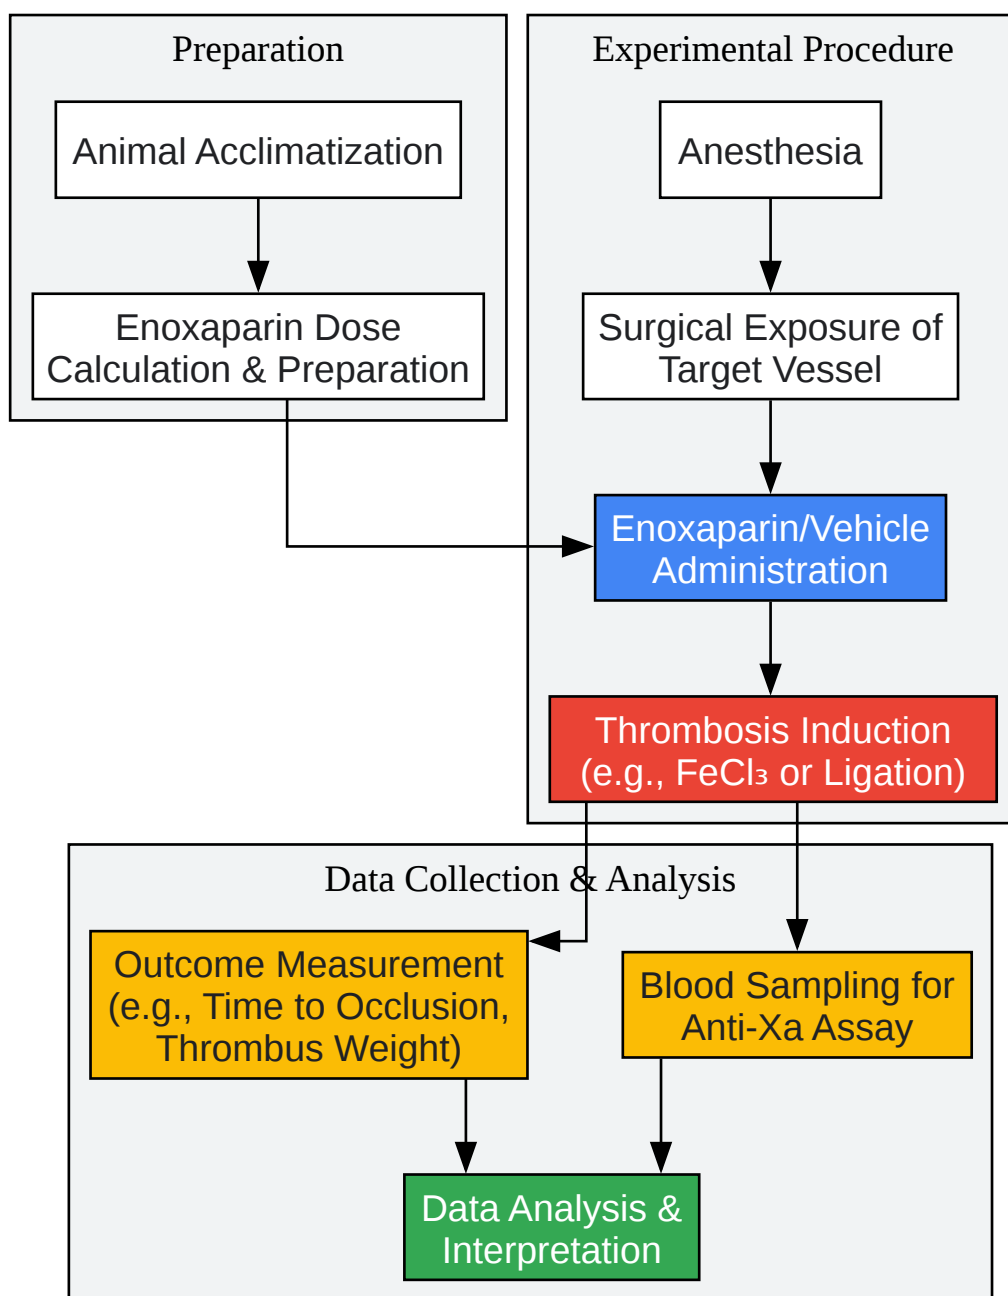 Preparation
Animal Acclimatization
Enoxaparin Dose
Calculation & Preparation
Experimental Procedure
Anesthesia
Surgical Exposure of
Target Vessel
Enoxaparin/Vehicle
Administration
Thrombosis Induction
(e.g., FeCl₃ or Ligation)
Data Collection & Analysis
Outcome Measurement
(e.g., Time to Occlusion,
Thrombus Weight)
Blood Sampling for
Anti-Xa Assay
Data Analysis &
Interpretation